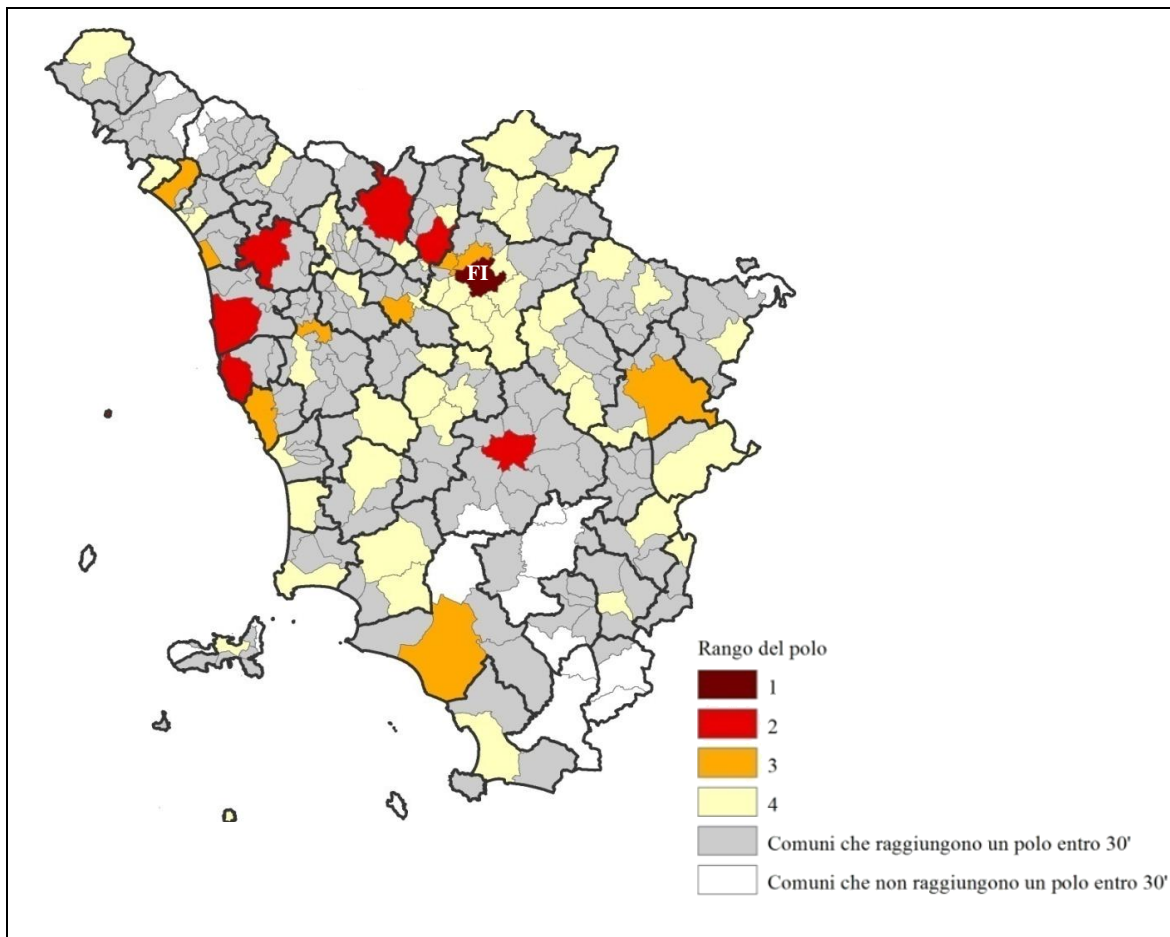 FI
Rango del polo
1
2
3
4
Comuni che raggiungono un polo entro 30'
Comuni che non raggiungono un polo entro 30'